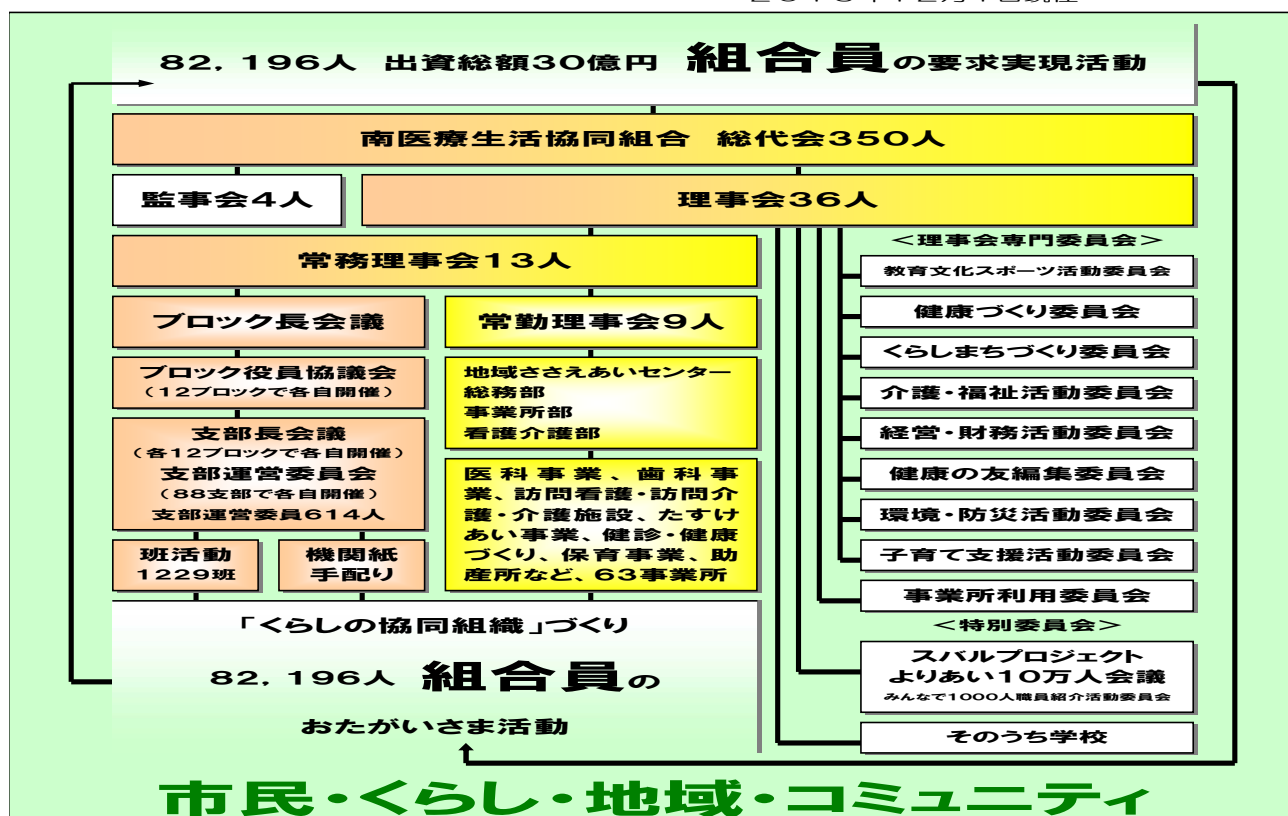 82，196人 出資総額30億円 組合員の要求実現活動
南医療生活協同組合 総代会350人
監事会4人
理事会36人
常務理事会13人
ブロック長会議
常勤理事会9人
ブロック役員協議会
（12ブロックで各自開催）
地域ささえあいセンター
総務部
事業所部
看護介護部
支部長会議
（各12ブロックで各自開催）
支部運営委員会
（88支部で各自開催）
支部運営委員614人
医科事業、歯科事
業、訪問看護・訪問介
護・介護施設、たすけ
あい事業、健診・健康
づくり、保育事業、助
産所など、63事業所
班活動
1229班
機関紙
手配り
＜理事会専門委員会＞
教育文化スポーツ活動委員会
健康づくり委員会
くらしまちづくり委員会
介護・福祉活動委員会
経営・財務活動委員会
健康の友編集委員会
環境・防災活動委員会
子育て支援活動委員会
事業所利用委員会
＜特別委員会＞
スバルプロジェクト
よりあい10万人会議
みんなで1000人職員紹介活動委員会
そのうち学校
「くらしの協同組織」づくり
82，196人 組合員の
おたがいさま活動
市民・くらし・地域・コミュニティ